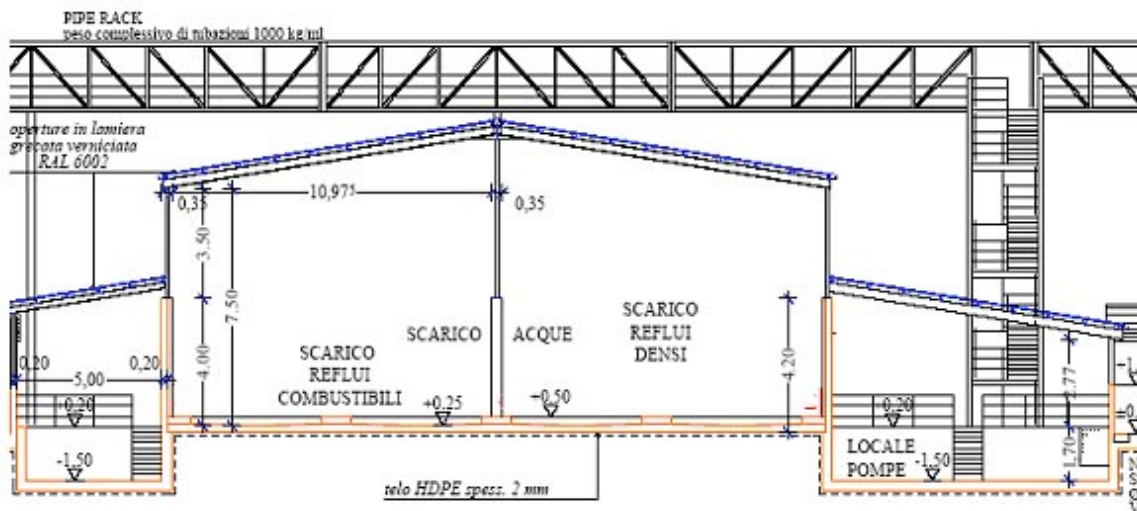 PIPE RACK
peso complessivo di tubazioni 1000 kg/ml
operture in lamiera
grecata verniciata
RAL 6002
0,35
10,97⁵
0,35
3.50
7.50
4.00
4.20
SCARICO
REFLUI
COMBUSTIBILI
SCARICO
ACQUE
SCARICO
REFLUI
DENSI
0,20
0,20
5,00
+0.20
-1,50
+0.25
+0.50
+0.20
-1,50
LOCALE
POMPE
2.77
1,70
telo HDPE spess. 2 mm